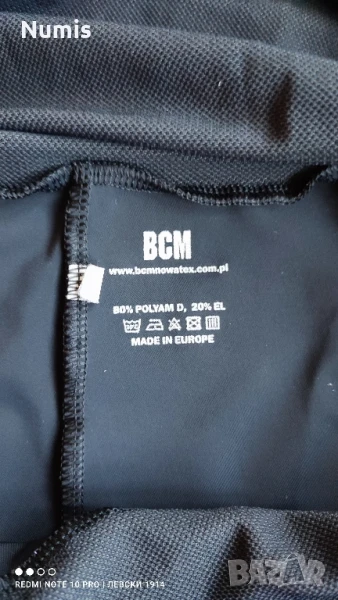 Numis
BCM
www.bcmnowatex.com.pl
80% POLYAM D, 20% EL
MADE IN EUROPE
REDMI NOTE 10 PRO | ЛЕВСКИ 1914
BAZAR